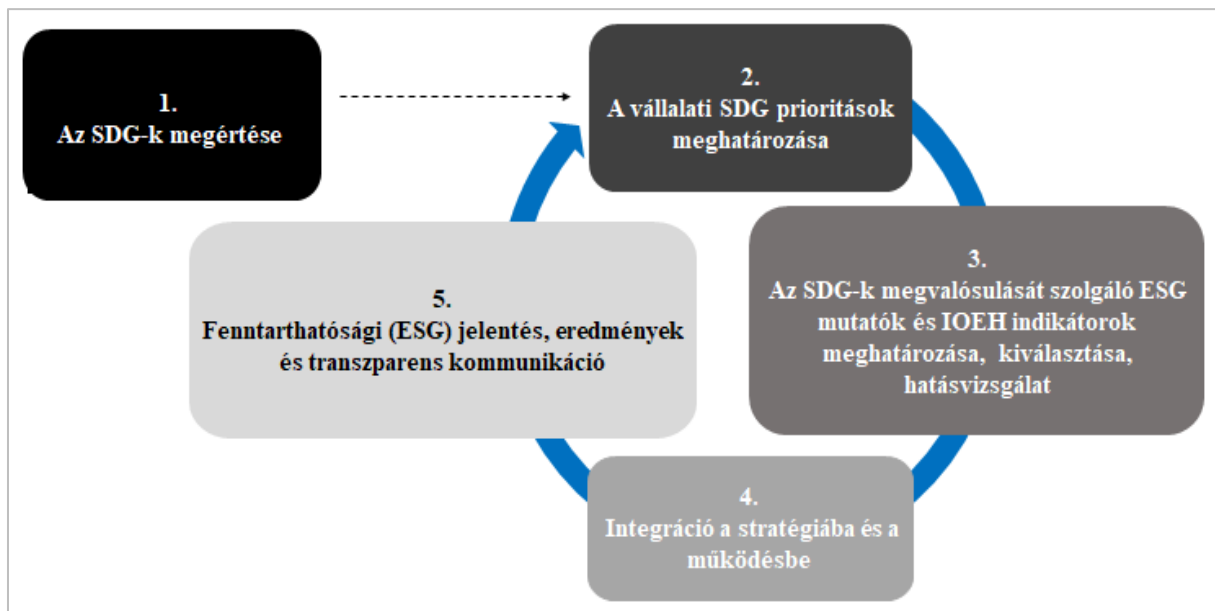 1.
Az SDG-k megértése
2.
A vállalati SDG prioritások
meghatározása
3.
Az SDG-k megvalósulását szolgáló ESG
mutatók és IOEH indikátorok
meghatározása,  kiválasztása,
hatásvizsgálat
4.
Integráció a stratégiába és a
működésbe
5.
Fenntarthatósági (ESG) jelentés, eredmények
és transzparens kommunikáció